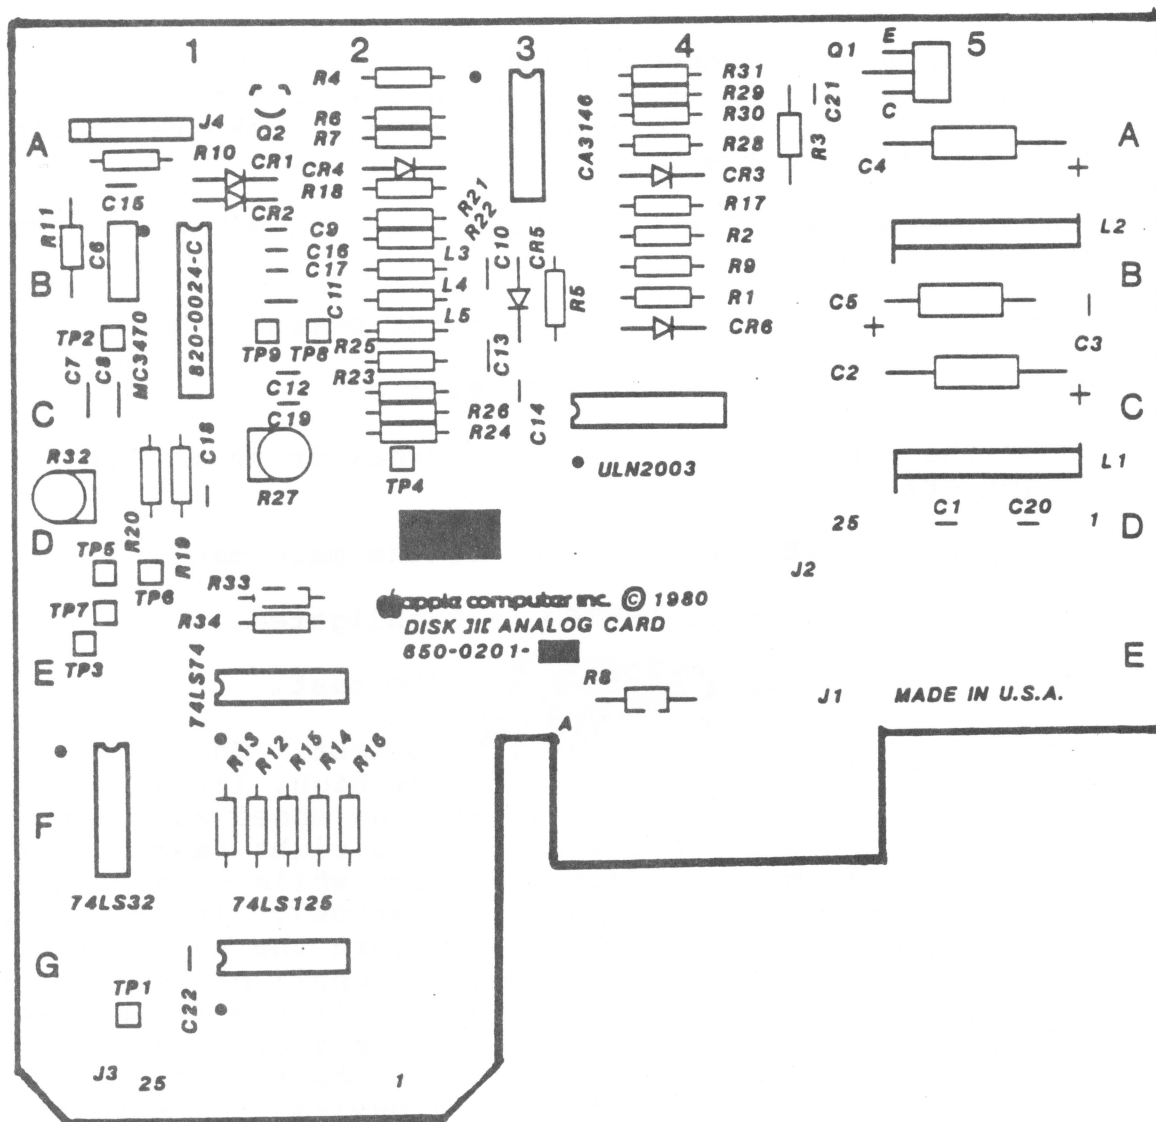 1
2
3
4
5
A
B
C
D
E
F
G
A
B
C
D
E
R4
R6
R7
CR4
R18
Q2
J4
R10
CR1
CR2
C15
R11
C6
C9
C16
C17
C11
R21
R22
L3
L4
L5
C10
CR5
R5
C13
C14
CA3146
R31
R29
R30
R28
CR3
R17
R2
R9
R1
CR6
R3
C21
Q1
E
C
C4
+
L2
C5
+
C3
C2
+
L1
C1
C20
25
1
J2
TP2
C7
C8
MC3470
820-0024-C
TP9
TP8
R25
R23
C12
C19
R26
R24
TP4
ULN2003
R32
C18
R27
R20
R19
TP5
TP6
TP7
TP3
R33
R34
apple computer inc. © 1980
DISK ][[ ANALOG CARD
650-0201-
R8
J1
MADE IN U.S.A.
A
74LS74
R13
R12
R15
R14
R16
74LS32
74LS125
TP1
C22
J3
25
1